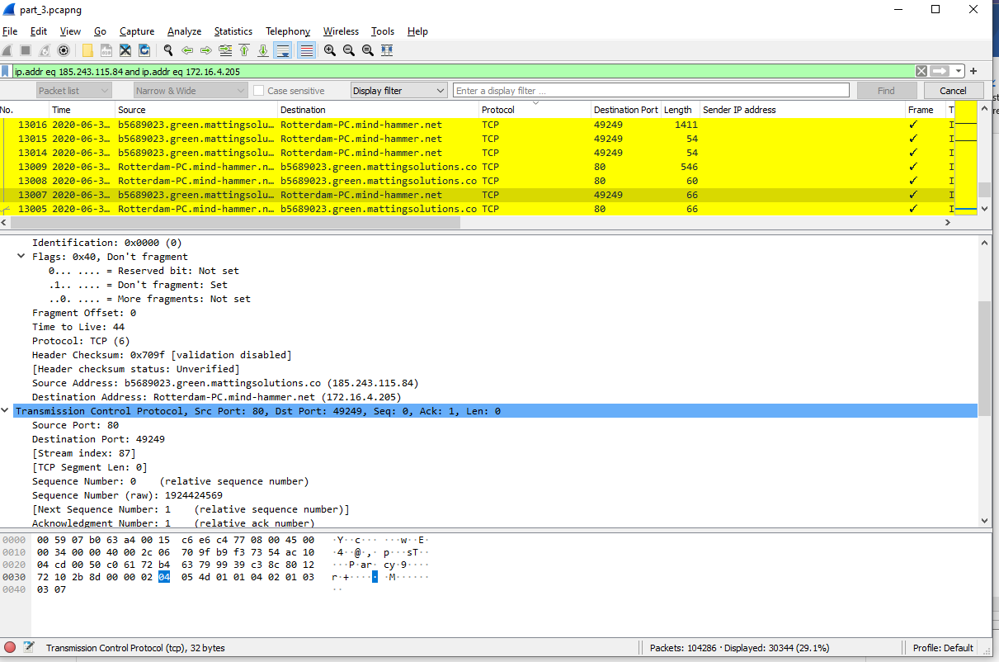 part_3.pcapng
File Edit View Go Capture Analyze Statistics Telephony Wireless Tools Help
ip.addr eq 185.243.115.84 and ip.addr eq 172.16.4.205
Packet list Narrow & Wide Case sensitive Display filter Enter a display filter … Find Cancel
No. Time Source Destination Protocol Destination Port Length Sender IP address Frame T
13016 2020-06-3… b5689023.green.mattingsolu… Rotterdam-PC.mind-hammer.net TCP 49249 1411 ✓ I
13015 2020-06-3… b5689023.green.mattingsolu… Rotterdam-PC.mind-hammer.net TCP 49249 54 ✓ I
13014 2020-06-3… b5689023.green.mattingsolu… Rotterdam-PC.mind-hammer.net TCP 49249 54 ✓ I
13009 2020-06-3… Rotterdam-PC.mind-hammer.n… b5689023.green.mattingsolutions.co TCP 80 546 ✓ I
13008 2020-06-3… Rotterdam-PC.mind-hammer.n… b5689023.green.mattingsolutions.co TCP 80 60 ✓ I
13007 2020-06-3… b5689023.green.mattingsolu… Rotterdam-PC.mind-hammer.net TCP 49249 66 ✓ I
13005 2020-06-3… Rotterdam-PC.mind-hammer.n… b5689023.green.mattingsolutions.co TCP 80 66 ✓ I
Identification: 0x0000 (0)
Flags: 0x40, Don't fragment
0... .... = Reserved bit: Not set
.1.. .... = Don't fragment: Set
..0. .... = More fragments: Not set
Fragment Offset: 0
Time to Live: 44
Protocol: TCP (6)
Header Checksum: 0x709f [validation disabled]
[Header checksum status: Unverified]
Source Address: b5689023.green.mattingsolutions.co (185.243.115.84)
Destination Address: Rotterdam-PC.mind-hammer.net (172.16.4.205)
Transmission Control Protocol, Src Port: 80, Dst Port: 49249, Seq: 0, Ack: 1, Len: 0
Source Port: 80
Destination Port: 49249
[Stream index: 87]
[TCP Segment Len: 0]
Sequence Number: 0 (relative sequence number)
Sequence Number (raw): 1924424569
[Next Sequence Number: 1 (relative sequence number)]
Acknowledgment Number: 1 (relative ack number)
0000 00 59 07 b0 63 a4 00 15 c6 e6 c4 77 08 00 45 00 ·Y··c··· ···w··E·
0010 00 34 00 00 40 00 2c 06 70 9f b9 f3 73 54 ac 10 ·4··@·,· p···sT··
0020 04 cd 00 50 c0 61 72 b4 63 79 99 39 c3 8c 80 12 ···P·ar· cy·9····
0030 72 10 2b 8d 00 00 02 04 05 4d 01 01 04 02 01 03 r·+····· ·M······
0040 03 07 ··
Transmission Control Protocol (tcp), 32 bytes Packets: 104286 · Displayed: 30344 (29.1%) Profile: Default